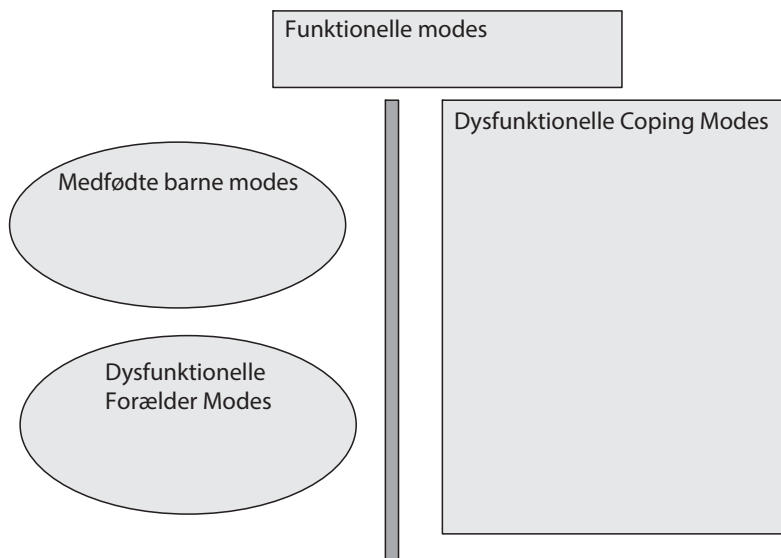 Funktionelle modes
Dysfunktionelle Coping Modes
Medfødte barne modes
Dysfunktionelle
Forælder Modes